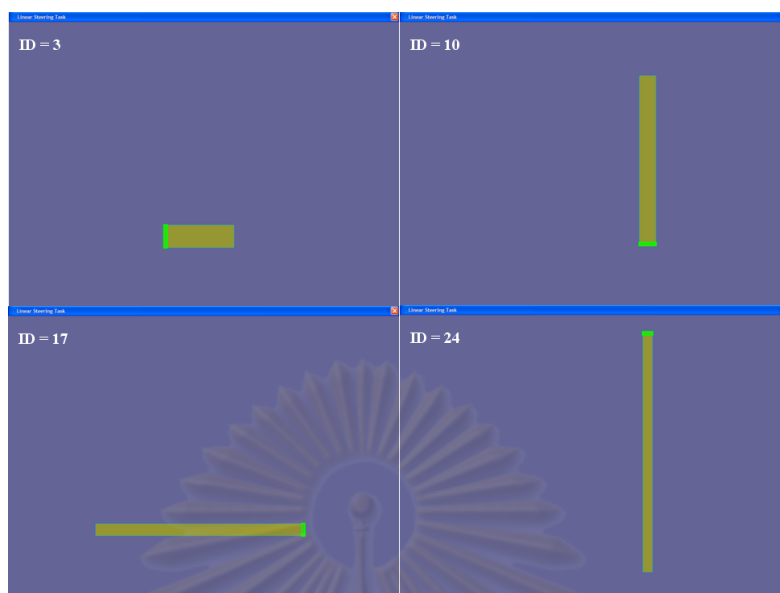 Linear Steering Task
ID = 3
Linear Steering Task
ID = 10
Linear Steering Task
ID = 17
Linear Steering Task
ID = 24